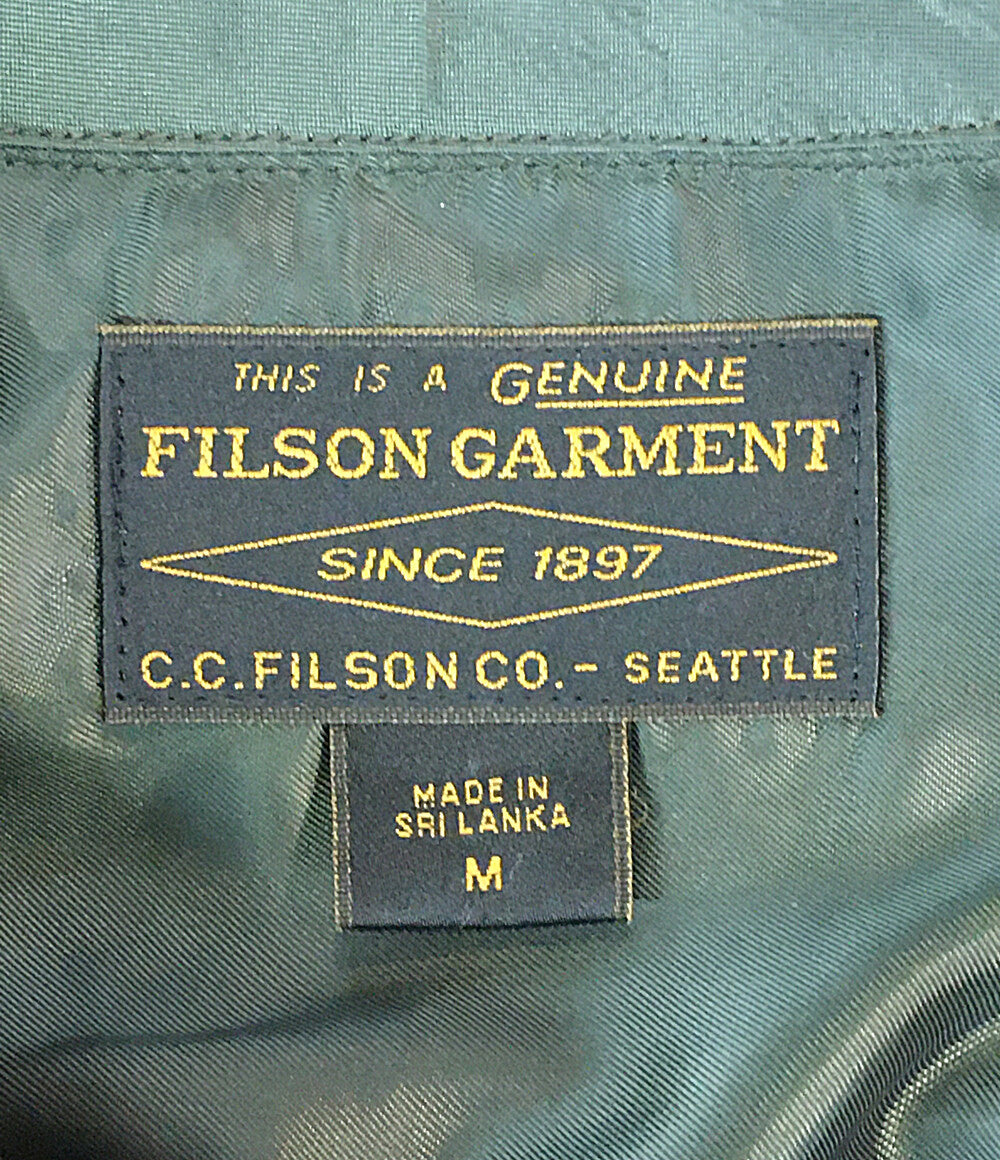 THIS IS A GENUINE
FILSON GARMENT
SINCE 1897
C.C. FILSON CO. - SEATTLE
MADE IN
SRI LANKA
M